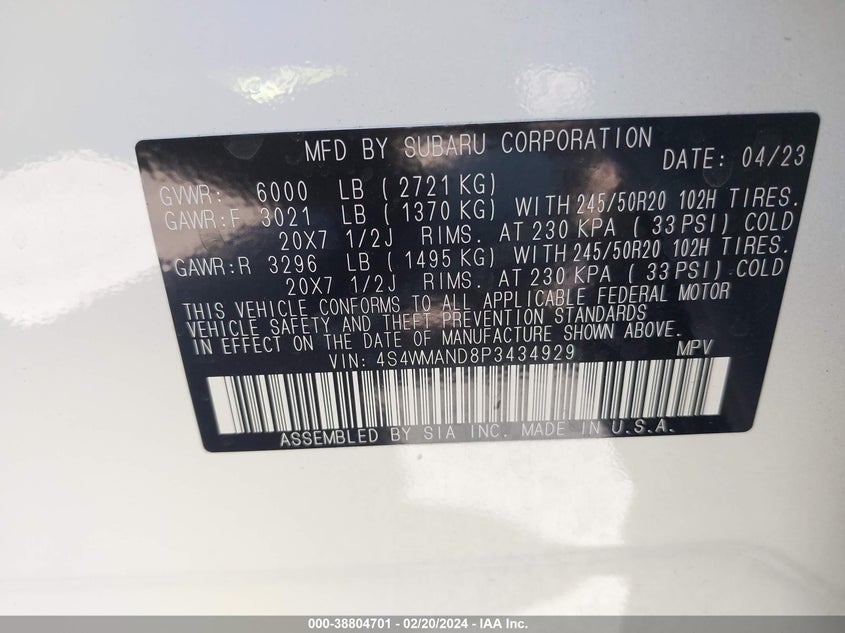 MFD BY SUBARU CORPORATION DATE: 04/23
GVWR: 6000 LB ( 2721 KG)
GAWR:F 3021 LB ( 1370 KG) WITH 245/50R20 102H TIRES.
20X7 1/2J RIMS. AT 230 KPA ( 33 PSI) COLD
GAWR:R 3296 LB ( 1495 KG) WITH 245/50R20 102H TIRES.
20X7 1/2J RIMS. AT 230 KPA ( 33 PSI) COLD
THIS VEHICLE CONFORMS TO ALL APPLICABLE FEDERAL MOTOR
VEHICLE SAFETY AND THEFT PREVENTION STANDARDS
IN EFFECT ON THE DATE OF MANUFACTURE SHOWN ABOVE.
VIN: 4S4WMAND8P3434929 MPV
ASSEMBLED BY SIA INC. MADE IN U.S.A.
000-38804701 - 02/20/2024 - IAA Inc.